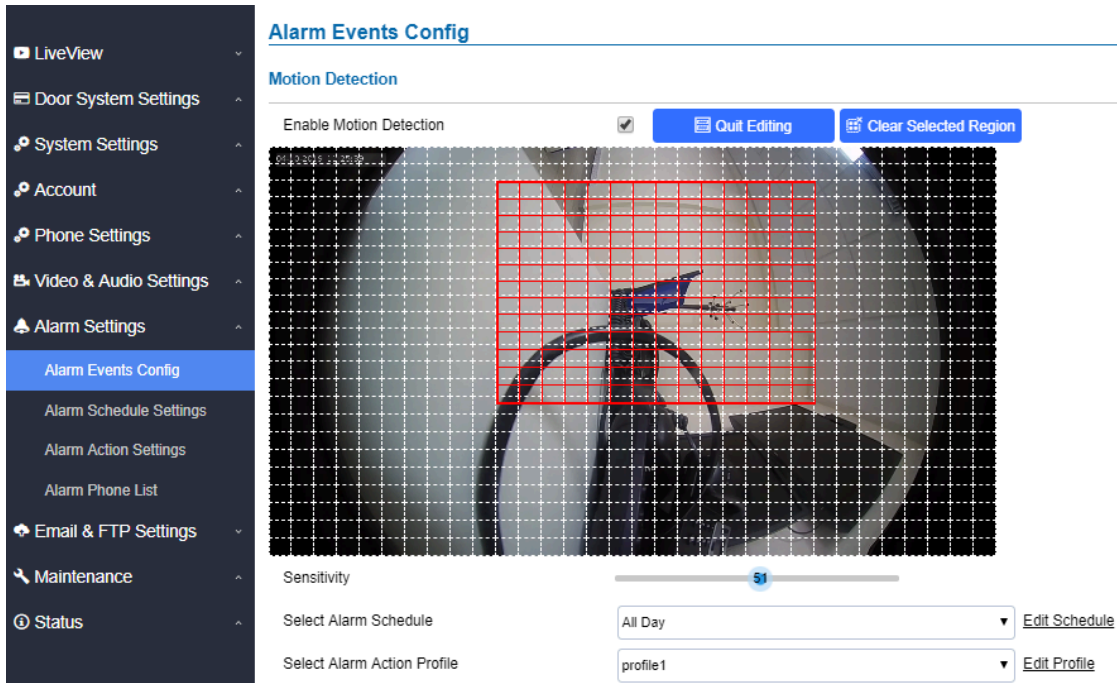 Alarm Events Config
LiveView
Motion Detection
Door System Settings
Enable Motion Detection
Quit Editing
Clear Selected Region
System Settings
Account
Phone Settings
Video & Audio Settings
Alarm Settings
Alarm Events Config
Alarm Schedule Settings
Alarm Action Settings
Alarm Phone List
Email & FTP Settings
Maintenance
Status
Sensitivity
51
Select Alarm Schedule
All Day
Edit Schedule
Select Alarm Action Profile
profile1
Edit Profile